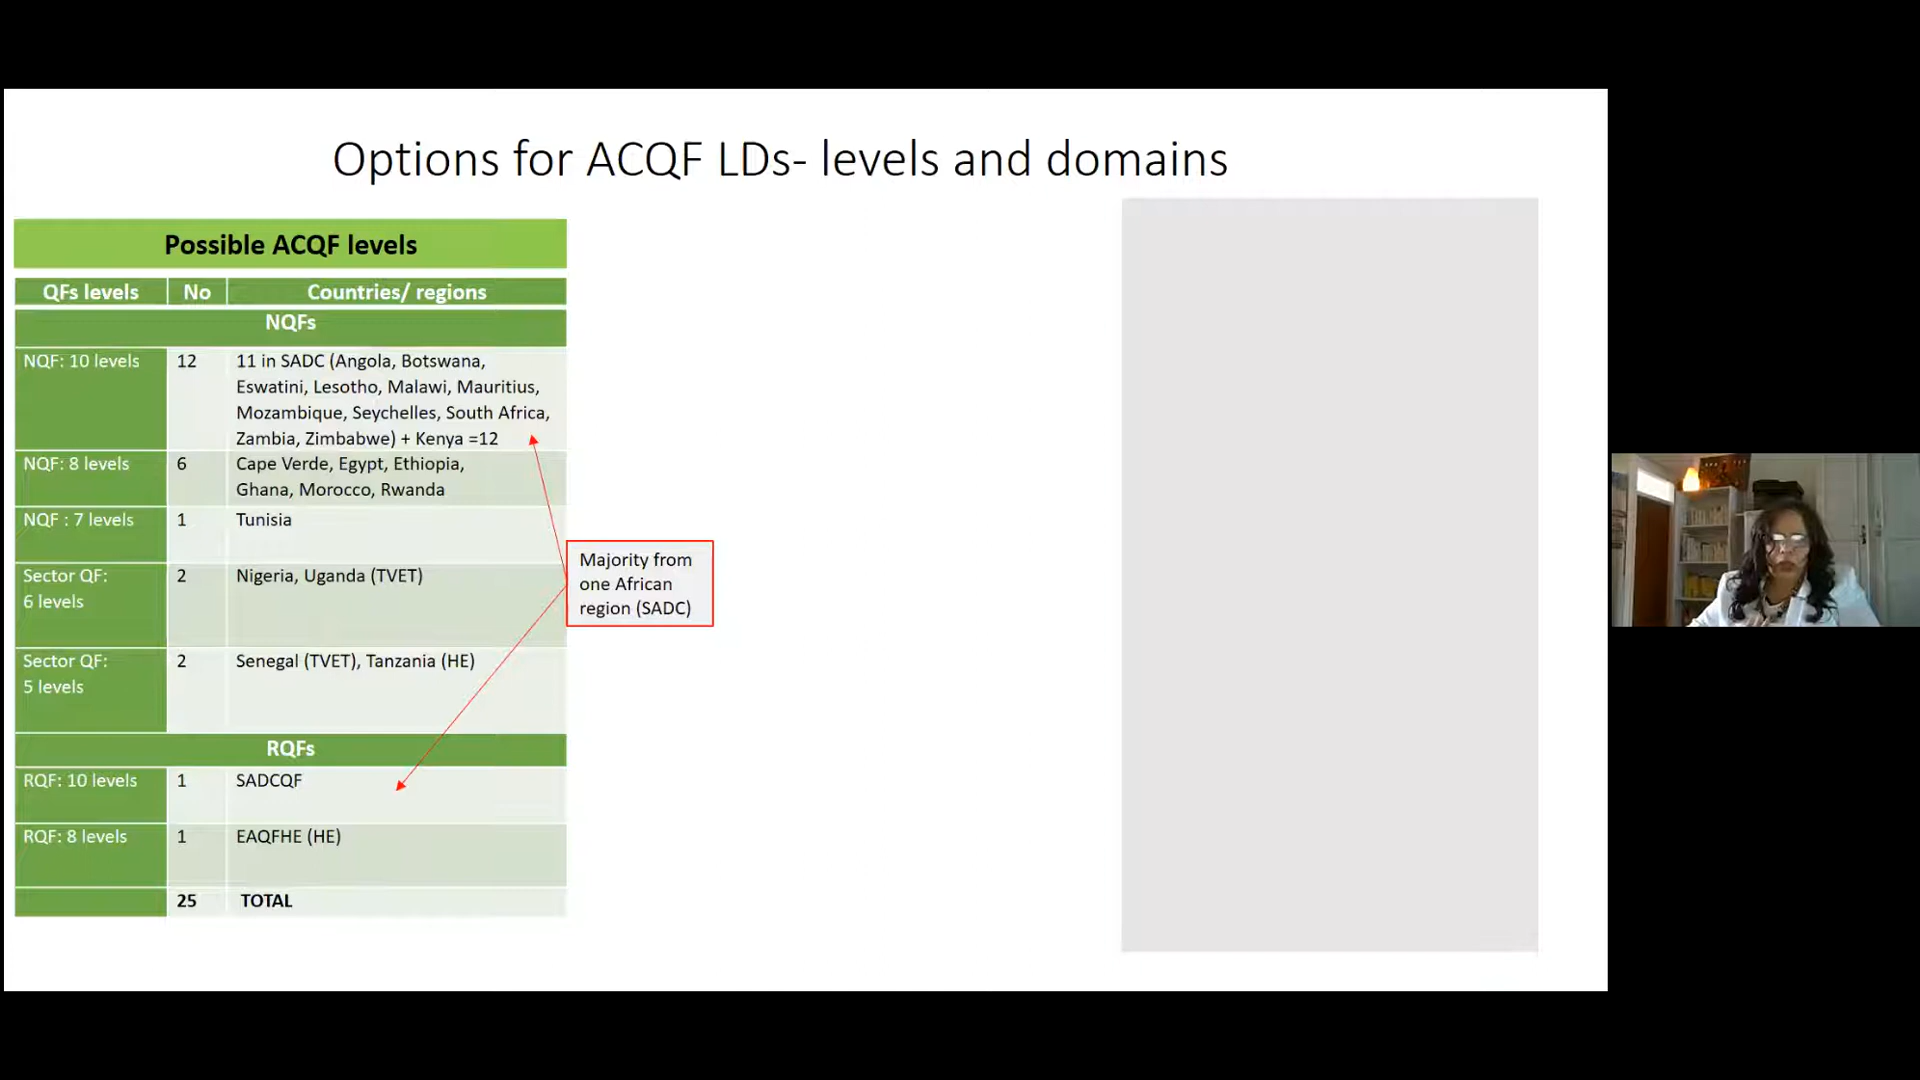 Options for ACQF LDs- levels and domains
Possible ACQF levels
QFs levels No Countries/ regions
NQFs
NQF: 10 levels 12 11 in SADC (Angola, Botswana,
Eswatini, Lesotho, Malawi, Mauritius,
Mozambique, Seychelles, South Africa,
Zambia, Zimbabwe) + Kenya =12
NQF: 8 levels 6 Cape Verde, Egypt, Ethiopia,
Ghana, Morocco, Rwanda
NQF : 7 levels 1 Tunisia
Sector QF: 2 Nigeria, Uganda (TVET)
6 levels
Sector QF: 2 Senegal (TVET), Tanzania (HE)
5 levels
RQFs
RQF: 10 levels 1 SADCQF
RQF: 8 levels 1 EAQFHE (HE)
25 TOTAL
Majority from
one African
region (SADC)